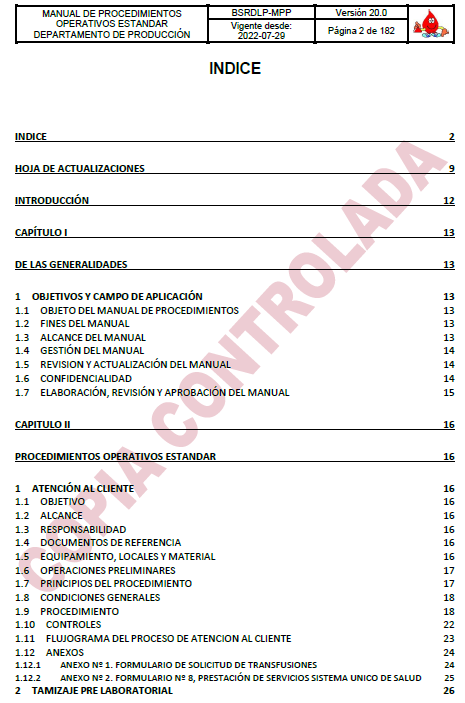 MANUAL DE PROCEDIMIENTOS
OPERATIVOS ESTANDAR
DEPARTAMENTO DE PRODUCCIÓN
BSRDLP-MPP
Vigente desde:
2022-07-29
Versión 20.0
Página 2 de 182
INDICE
INDICE 2
HOJA DE ACTUALIZACIONES 9
INTRODUCCIÓN 12
CAPÍTULO I 13
DE LAS GENERALIDADES 13
1 OBJETIVOS Y CAMPO DE APLICACIÓN 13
1.1 OBJETO DEL MANUAL DE PROCEDIMIENTOS 13
1.2 FINES DEL MANUAL 13
1.3 ALCANCE DEL MANUAL 13
1.4 GESTIÓN DEL MANUAL 14
1.5 REVISION Y ACTUALIZACIÓN DEL MANUAL 14
1.6 CONFIDENCIALIDAD 14
1.7 ELABORACIÓN, REVISIÓN Y APROBACIÓN DEL MANUAL 15
CAPITULO II 16
PROCEDIMIENTOS OPERATIVOS ESTANDAR 16
1 ATENCIÓN AL CLIENTE 16
1.1 OBJETIVO 16
1.2 ALCANCE 16
1.3 RESPONSABILIDAD 16
1.4 DOCUMENTOS DE REFERENCIA 16
1.5 EQUIPAMIENTO, LOCALES Y MATERIAL 16
1.6 OPERACIONES PRELIMINARES 17
1.7 PRINCIPIOS DEL PROCEDIMIENTO 17
1.8 CONDICIONES GENERALES 18
1.9 PROCEDIMIENTO 18
1.10 CONTROLES 22
1.11 FLUJOGRAMA DEL PROCESO DE ATENCION AL CLIENTE 23
1.12 ANEXOS 24
1.12.1 ANEXO Nº 1. FORMULARIO DE SOLICITUD DE TRANSFUSIONES 24
1.12.2 ANEXO Nº 2. FORMULARIO Nº 8, PRESTACIÓN DE SERVICIOS SISTEMA UNICO DE SALUD 25
2 TAMIZAJE PRE LABORATORIAL 26
COPIA CONTROLADA